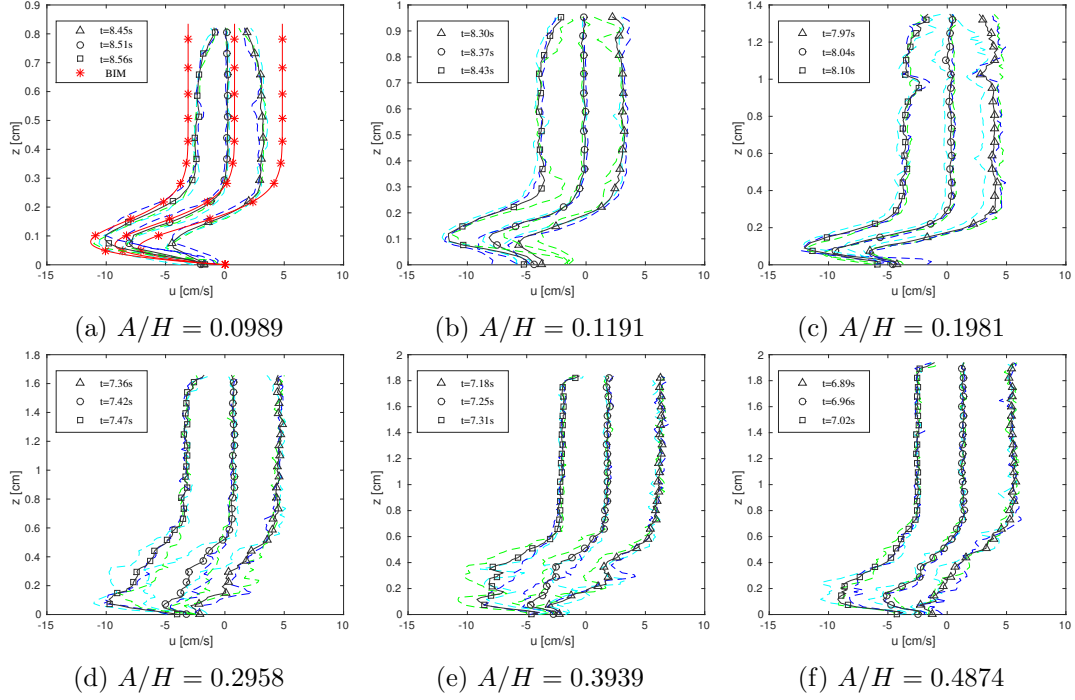 0.9
0.8
0.7
0.6
0.5
0.4
0.3
0.2
0.1
0
z [cm]
t=8.45s
t=8.51s
t=8.56s
BIM
-15 -10 -5 0 5 10
u [cm/s]
(a) A/H = 0.0989
1
0.9
0.8
0.7
0.6
0.5
0.4
0.3
0.2
0.1
0
z [cm]
t=8.30s
t=8.37s
t=8.43s
-15 -10 -5 0 5 10
u [cm/s]
(b) A/H = 0.1191
1.4
1.2
1
0.8
0.6
0.4
0.2
0
z [cm]
t=7.97s
t=8.04s
t=8.10s
-15 -10 -5 0 5 10
u [cm/s]
(c) A/H = 0.1981
1.8
1.6
1.4
1.2
1
0.8
0.6
0.4
0.2
0
z [cm]
t=7.36s
t=7.42s
t=7.47s
-15 -10 -5 0 5 10
u [cm/s]
(d) A/H = 0.2958
2
1.8
1.6
1.4
1.2
1
0.8
0.6
0.4
0.2
0
z [cm]
t=7.18s
t=7.25s
t=7.31s
-15 -10 -5 0 5 10
u [cm/s]
(e) A/H = 0.3939
2
1.8
1.6
1.4
1.2
1
0.8
0.6
0.4
0.2
0
z [cm]
t=6.89s
t=6.96s
t=7.02s
-15 -10 -5 0 5 10
u [cm/s]
(f) A/H = 0.4874